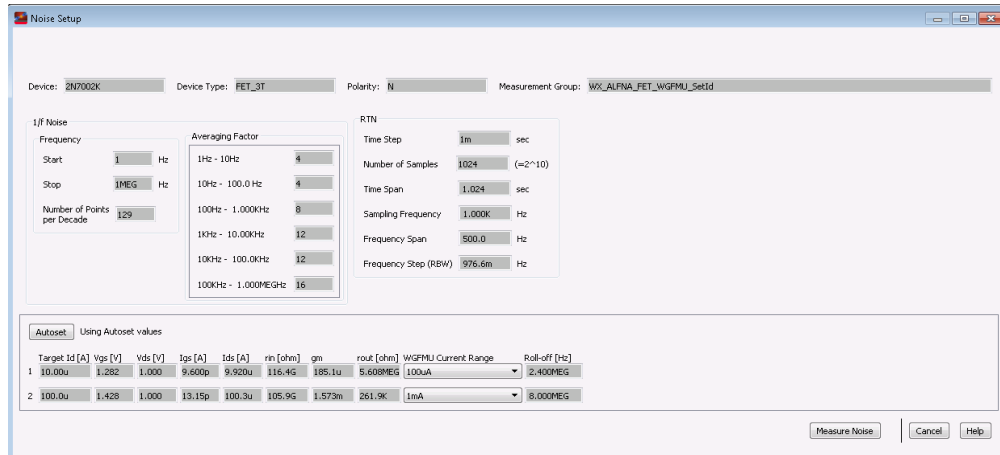 Noise Setup
Device: 2N7002K Device Type: FET_3T Polarity: N Measurement Group: WX_ALFNA_FET_WGFMU_SetId
1/f Noise
Frequency
Start 1 Hz
Stop 1MEG Hz
Number of Points per Decade 129
Averaging Factor
1Hz - 10Hz 4
10Hz - 100.0 Hz 4
100Hz - 1.000KHz 8
1KHz - 10.00KHz 12
10KHz - 100.0KHz 12
100KHz - 1.000MEGHz 16
RTN
Time Step 1m sec
Number of Samples 1024 (=2^10)
Time Span 1.024 sec
Sampling Frequency 1.000K Hz
Frequency Span 500.0 Hz
Frequency Step (RBW) 976.6m Hz
Autoset Using Autoset values
Target Id [A] Vgs [V] Vds [V] Igs [A] Ids [A] rin [ohm] gm rout [ohm] WGFMU Current Range Roll-off [Hz]
1 10.00u 1.282 1.000 9.600p 9.920u 116.4G 185.1u 5.608MEG 100uA 2.400MEG
2 100.0u 1.428 1.000 13.15p 100.3u 105.9G 1.573m 261.9K 1mA 8.000MEG
Measure Noise Cancel Help